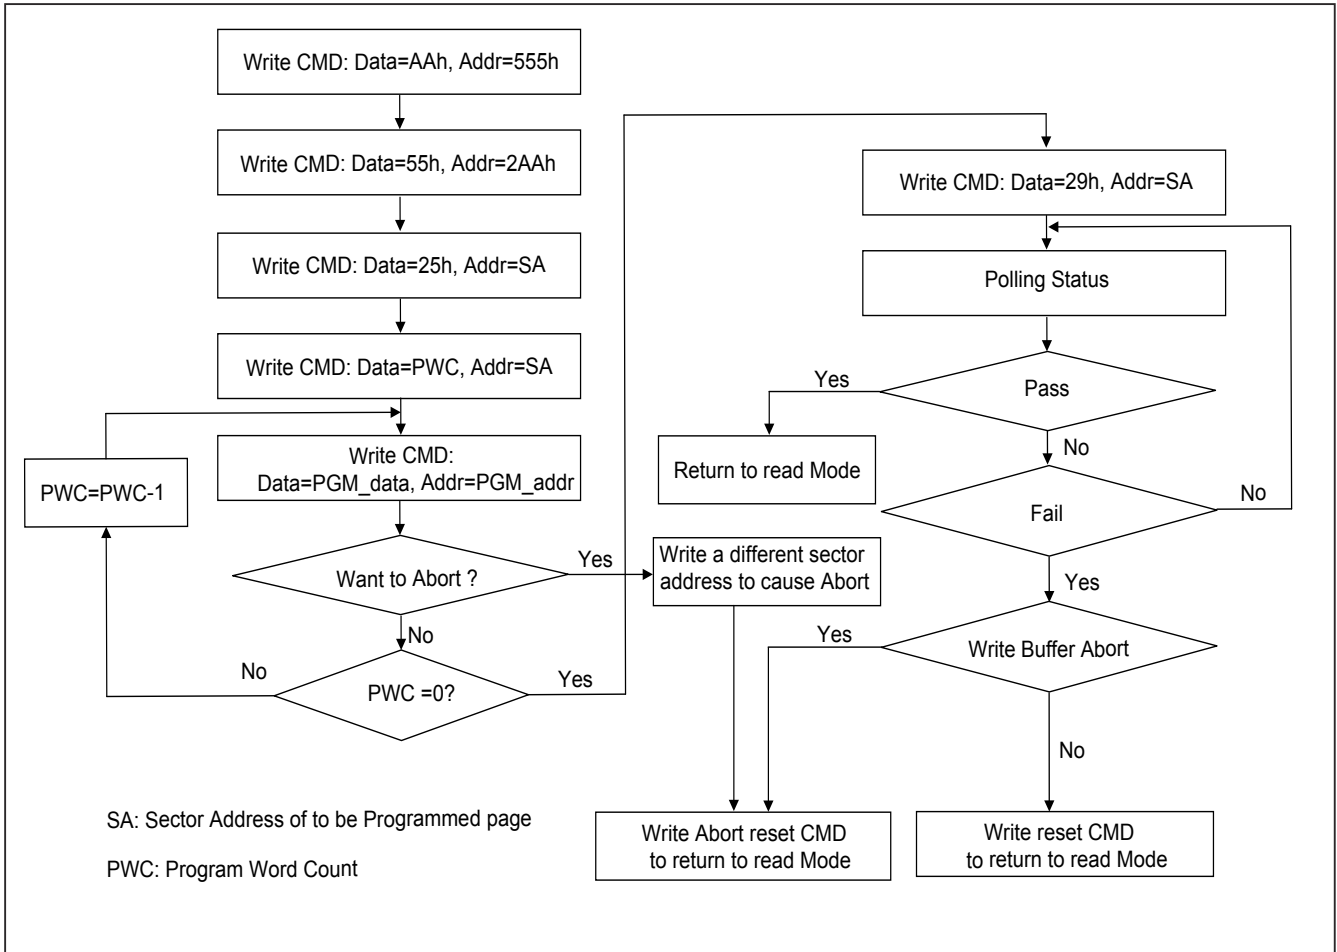 Write CMD: Data=AAh, Addr=555h
Write CMD: Data=55h, Addr=2AAh
Write CMD: Data=25h, Addr=SA
Write CMD: Data=PWC, Addr=SA
Write CMD:
Data=PGM_data, Addr=PGM_addr
PWC=PWC-1
Want to Abort ?
Yes
No
PWC =0?
No
Yes
Write a different sector
address to cause Abort
Write CMD: Data=29h, Addr=SA
Polling Status
Pass
Yes
No
Return to read Mode
Fail
No
Yes
Write Buffer Abort
Yes
No
Write Abort reset CMD
to return to read Mode
Write reset CMD
to return to read Mode
SA: Sector Address of to be Programmed page
PWC: Program Word Count